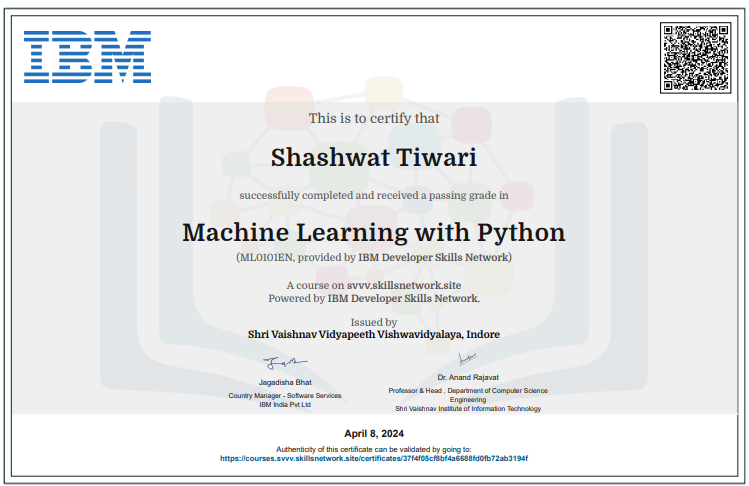 IBM
This is to certify that
Shashwat Tiwari
successfully completed and received a passing grade in
Machine Learning with Python
(ML0101EN, provided by IBM Developer Skills Network)
A course on svvv.skillsnetwork.site
Powered by IBM Developer Skills Network.
Issued by
Shri Vaishnav Vidyapeeth Vishwavidyalaya, Indore
Jagadisha Bhat
Country Manager - Software Services
IBM India Pvt Ltd
Dr. Anand Rajavat
Professor & Head , Department of Computer Science
Engineering
Shri Vaishnav Institute of Information Technology
April 8, 2024
Authenticity of this certificate can be validated by going to:
https://courses.svvv.skillsnetwork.site/certificates/37f4f05cf8bf4a6688fd0fb72ab3194f